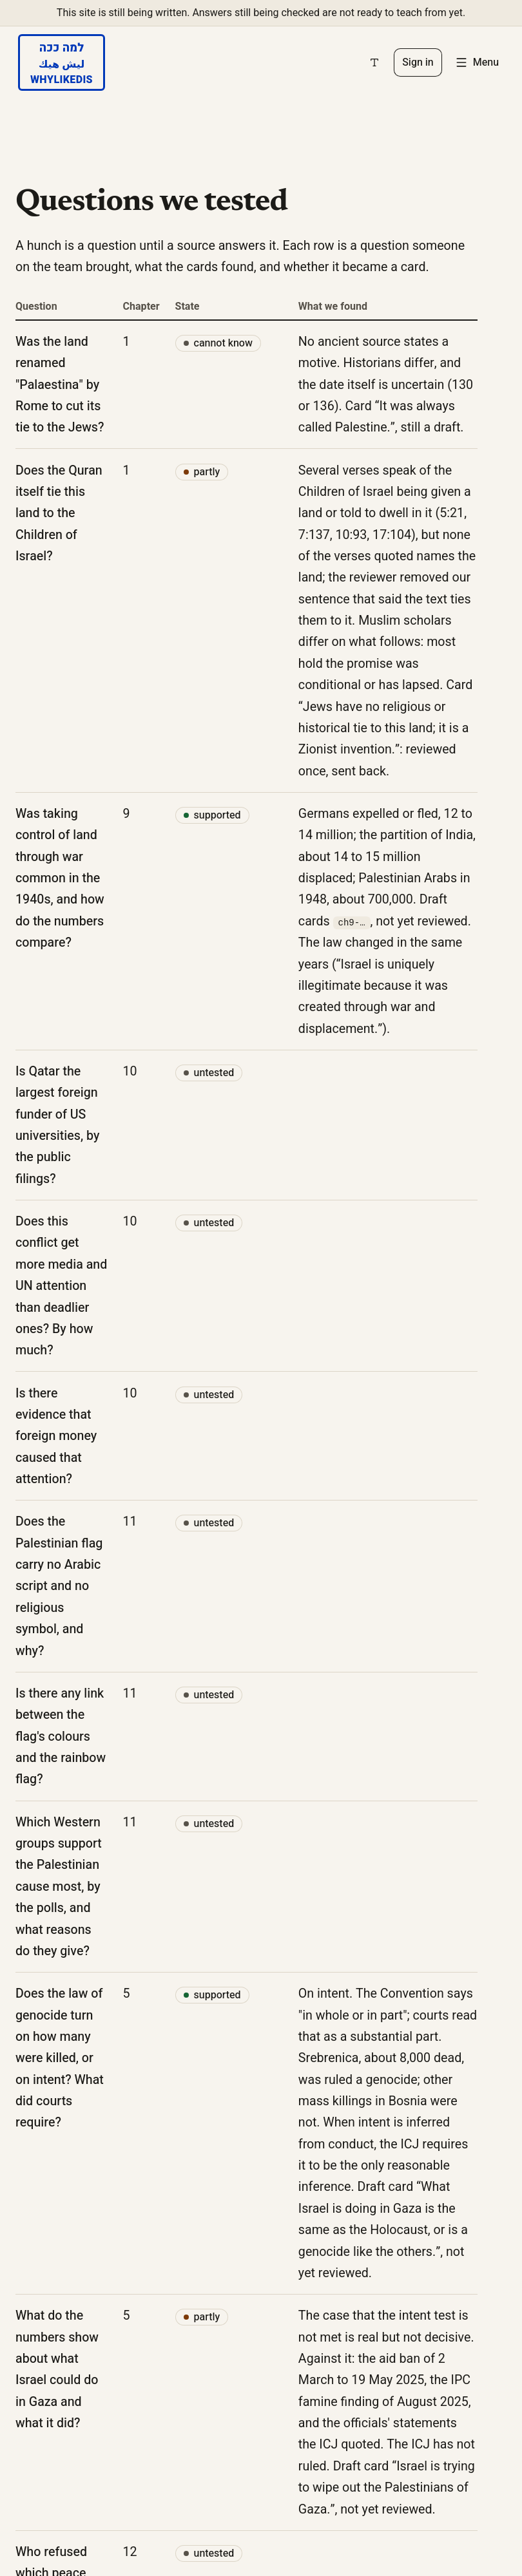 This site is still being written. Answers still being checked are not ready to teach from yet.
למה ככה
ليش هيك
WHYLIKEDIS
T
Sign in
Menu
Questions we tested
A hunch is a question until a source answers it. Each row is a question someone
on the team brought, what the cards found, and whether it became a card.
Question Chapter State What we found
Was the land
renamed
"Palaestina" by
Rome to cut its
tie to the Jews?
1
cannot know
No ancient source states a
motive. Historians differ, and
the date itself is uncertain (130
or 136). Card “It was always
called Palestine.”, still a draft.
Does the Quran
itself tie this
land to the
Children of
Israel?
1
partly
Several verses speak of the
Children of Israel being given a
land or told to dwell in it (5:21,
7:137, 10:93, 17:104), but none
of the verses quoted names the
land; the reviewer removed our
sentence that said the text ties
them to it. Muslim scholars
differ on what follows: most
hold the promise was
conditional or has lapsed. Card
“Jews have no religious or
historical tie to this land; it is a
Zionist invention.”: reviewed
once, sent back.
Was taking
control of land
through war
common in the
1940s, and how
do the numbers
compare?
9
supported
Germans expelled or fled, 12 to
14 million; the partition of India,
about 14 to 15 million
displaced; Palestinian Arabs in
1948, about 700,000. Draft
cards ch9-… , not yet reviewed.
The law changed in the same
years (“Israel is uniquely
illegitimate because it was
created through war and
displacement.”).
Is Qatar the
largest foreign
funder of US
universities, by
the public
filings?
10
untested
Does this
conflict get
more media and
UN attention
than deadlier
ones? By how
much?
10
untested
Is there
evidence that
foreign money
caused that
attention?
10
untested
Does the
Palestinian flag
carry no Arabic
script and no
religious
symbol, and
why?
11
untested
Is there any link
between the
flag's colours
and the rainbow
flag?
11
untested
Which Western
groups support
the Palestinian
cause most, by
the polls, and
what reasons
do they give?
11
untested
Does the law of
genocide turn
on how many
were killed, or
on intent? What
did courts
require?
5
supported
On intent. The Convention says
"in whole or in part"; courts read
that as a substantial part.
Srebrenica, about 8,000 dead,
was ruled a genocide; other
mass killings in Bosnia were
not. When intent is inferred
from conduct, the ICJ requires
it to be the only reasonable
inference. Draft card “What
Israel is doing in Gaza is the
same as the Holocaust, or is a
genocide like the others.”, not
yet reviewed.
What do the
numbers show
about what
Israel could do
in Gaza and
what it did?
5
partly
The case that the intent test is
not met is real but not decisive.
Against it: the aid ban of 2
March to 19 May 2025, the IPC
famine finding of August 2025,
and the officials' statements
the ICJ quoted. The ICJ has not
ruled. Draft card “Israel is trying
to wipe out the Palestinians of
Gaza.”, not yet reviewed.
Who refused
which peace
12
untested